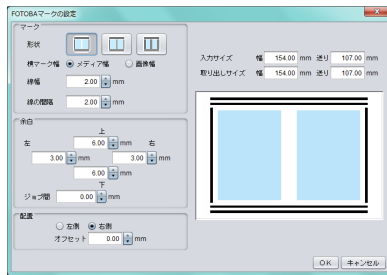 FOTOBAマークの設定
マーク
形状
横マーク幅 メディア幅 画像幅
線幅 2.00 mm
線の間隔 2.00 mm
余白
上
左 6.00 mm 右
3.00 mm 3.00 mm
6.00 mm
下
ジョブ間 0.00 mm
配置
左側 右側
オフセット 0.00 mm
入力サイズ 幅 154.00 mm 送り 107.00 mm
取り出しサイズ 幅 154.00 mm 送り 107.00 mm
OK キャンセル